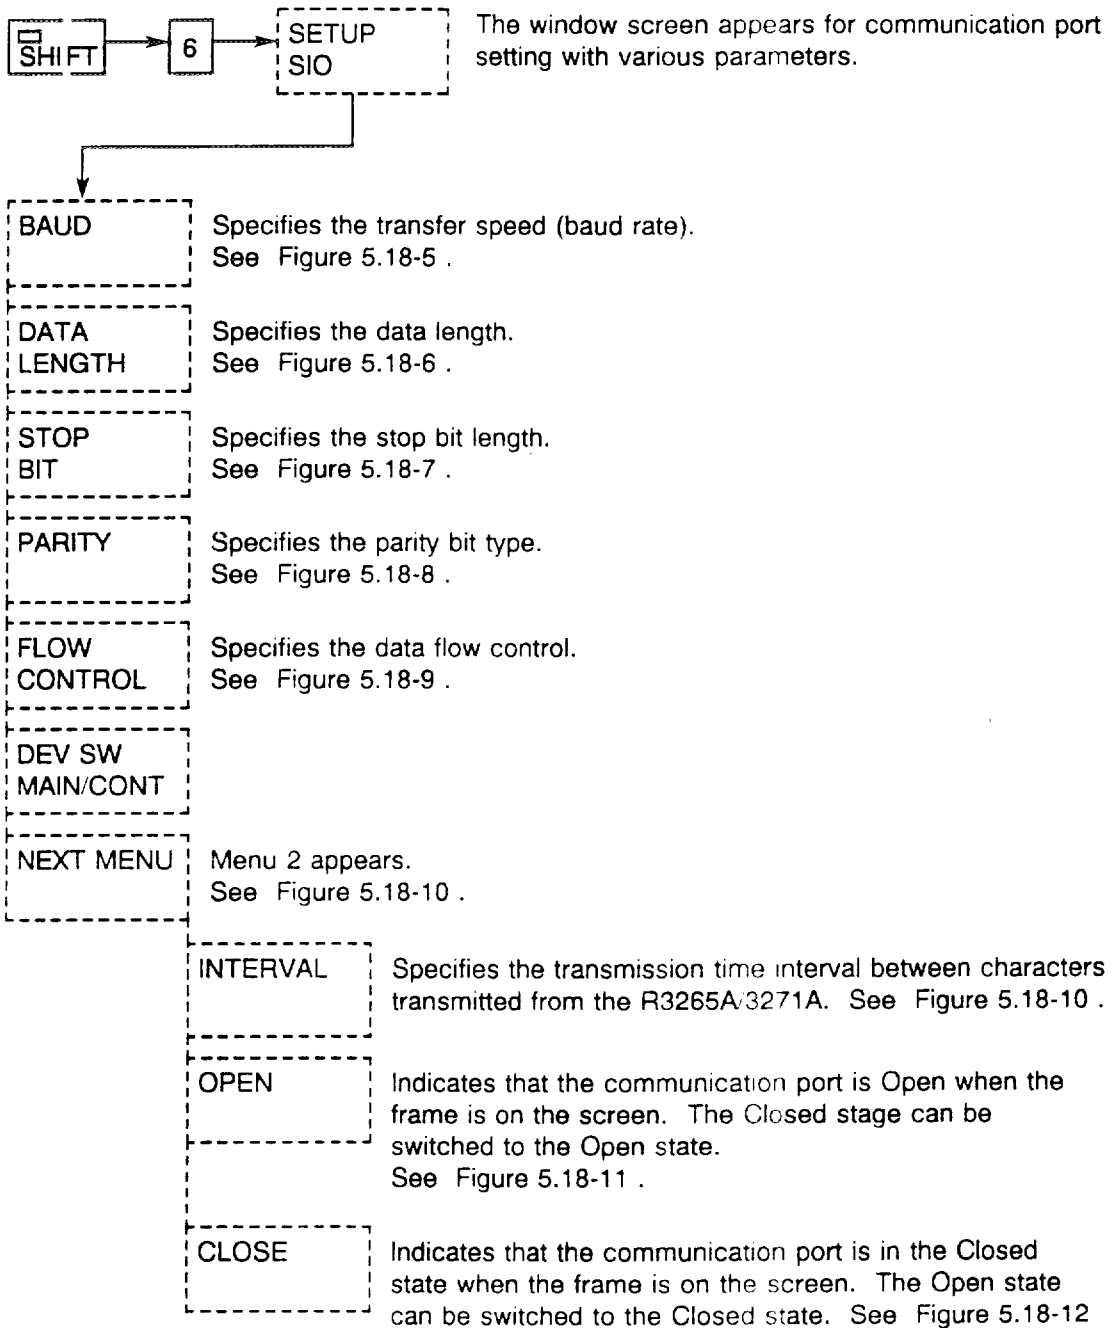 SHIFT
6
SETUP
SIO
The window screen appears for communication port
setting with various parameters.
BAUD
Specifies the transfer speed (baud rate).
See Figure 5.18-5 .
DATA
LENGTH
Specifies the data length.
See Figure 5.18-6 .
STOP
BIT
Specifies the stop bit length.
See Figure 5.18-7 .
PARITY
Specifies the parity bit type.
See Figure 5.18-8 .
FLOW
CONTROL
Specifies the data flow control.
See Figure 5.18-9 .
DEV SW
MAIN/CONT
NEXT MENU
Menu 2 appears.
See Figure 5.18-10 .
INTERVAL
Specifies the transmission time interval between characters
transmitted from the R3265A/3271A. See Figure 5.18-10 .
OPEN
Indicates that the communication port is Open when the
frame is on the screen. The Closed stage can be
switched to the Open state.
See Figure 5.18-11 .
CLOSE
Indicates that the communication port is in the Closed
state when the frame is on the screen. The Open state
can be switched to the Closed state. See Figure 5.18-12